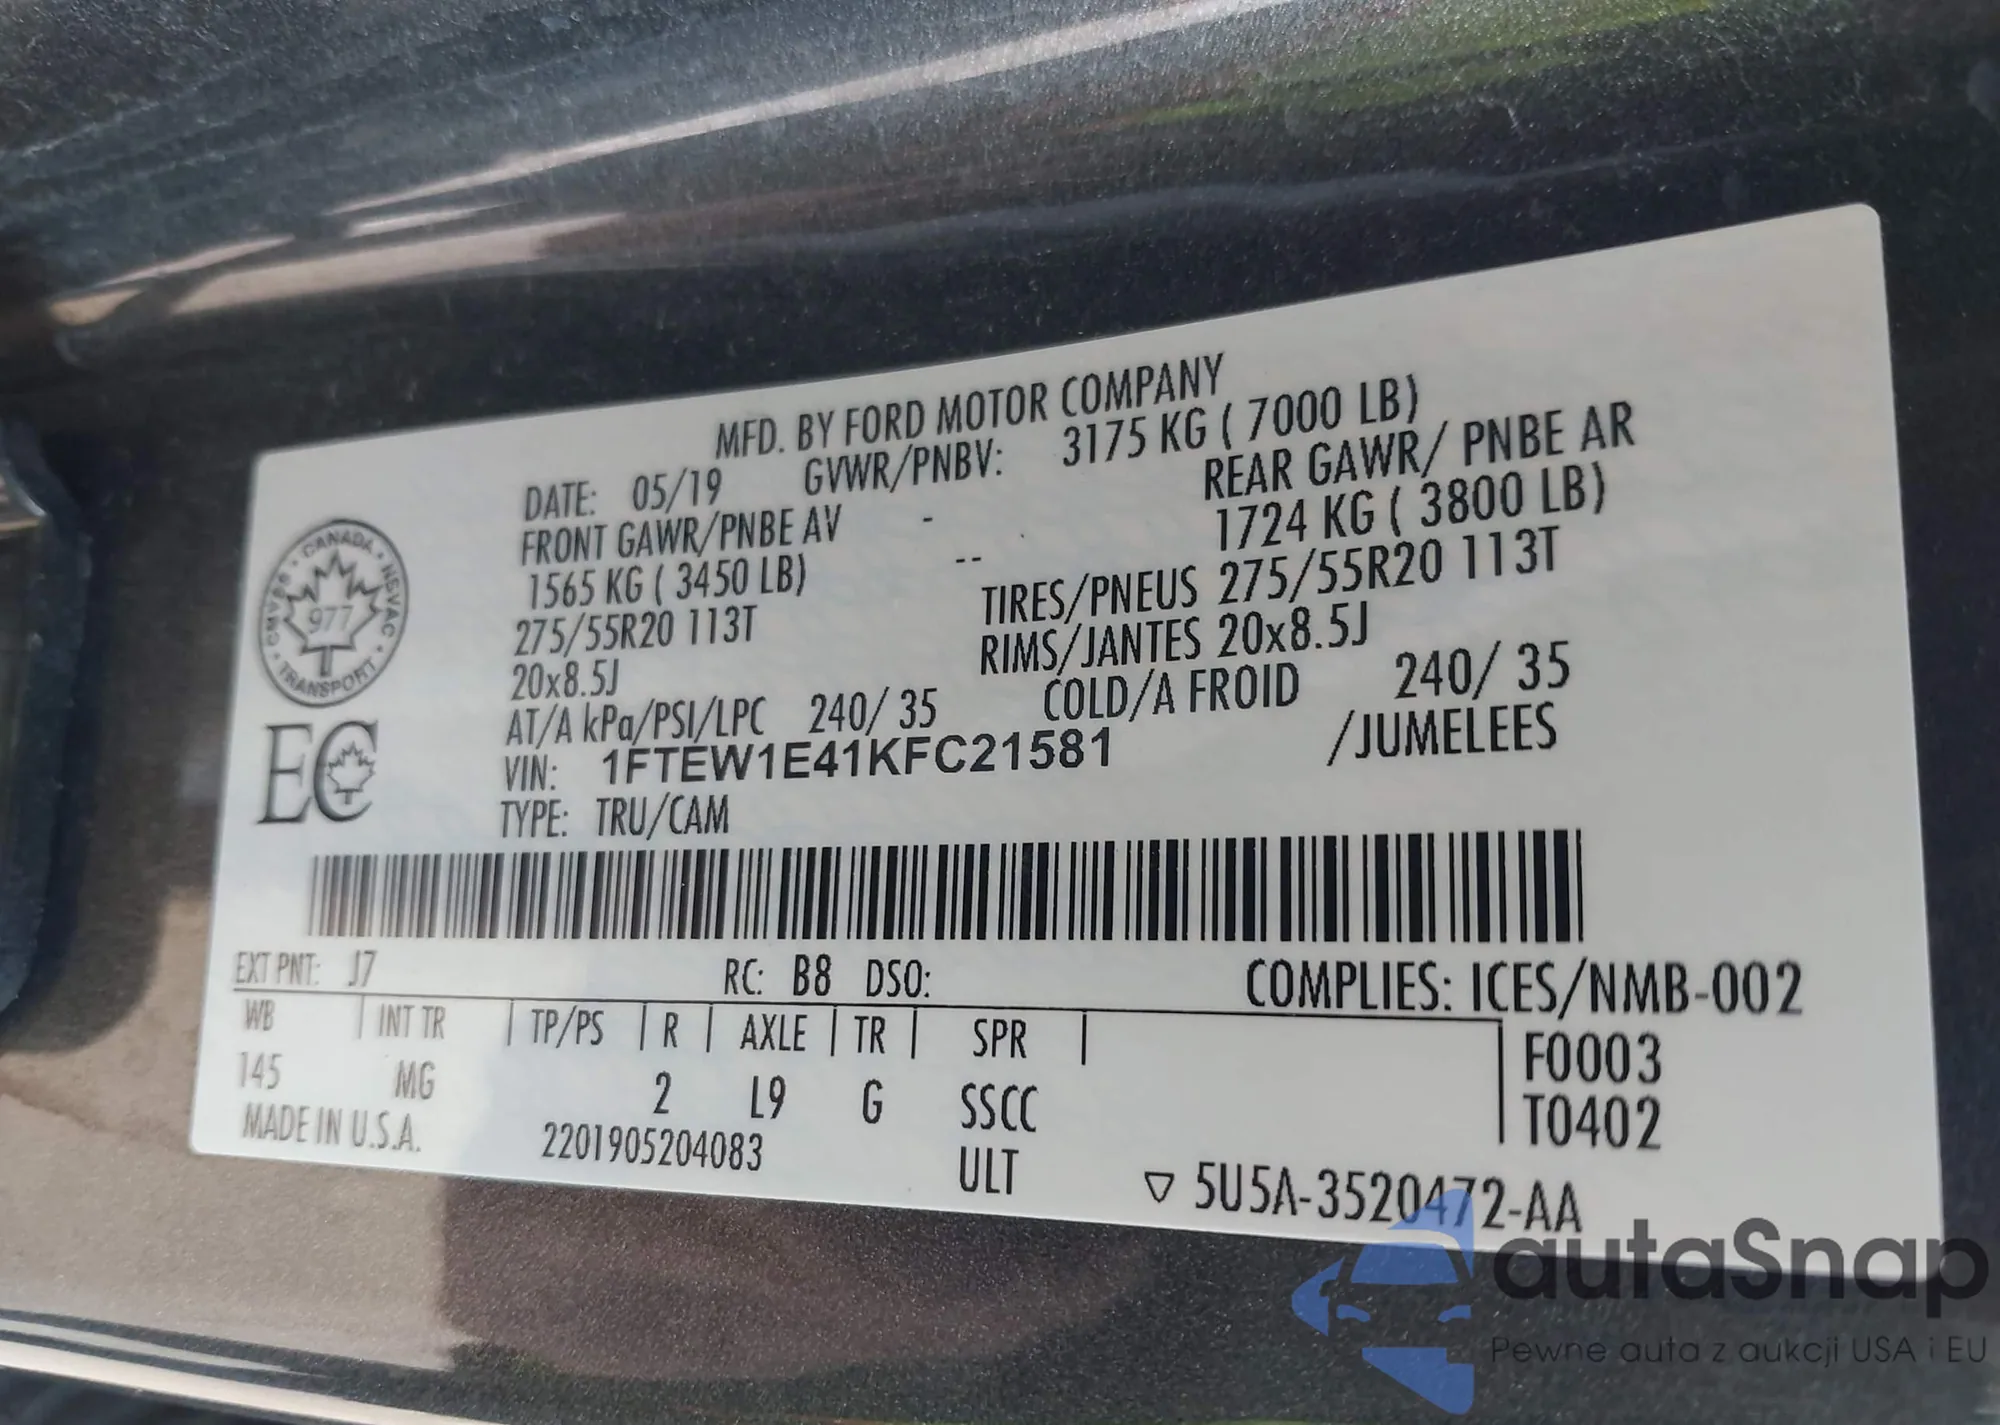 MFD. BY FORD MOTOR COMPANY
DATE: 05/19 GVWR/PNBV: 3175 KG ( 7000 LB)
FRONT GAWR/PNBE AV - REAR GAWR/ PNBE AR
1565 KG ( 3450 LB) -- 1724 KG ( 3800 LB)
275/55R20 113T TIRES/PNEUS 275/55R20 113T
20x8.5J RIMS/JANTES 20x8.5J
AT/A kPa/PSI/LPC 240/ 35 COLD/A FROID 240/ 35
VIN: 1FTEW1E41KFC21581 /JUMELEES
TYPE: TRU/CAM
CANADA • NSVAC • TRANSPORT • CMVSS •
977
EC
EXT PNT: J7 RC: B8 DSO: COMPLIES: ICES/NMB-002
WB | INT TR | TP/PS | R | AXLE | TR | SPR | F0003
145 MG 2 L9 G SSCC T0402
MADE IN U.S.A. 2201905204083 ULT ▽ 5U5A-3520472-AA
autaSnap
Pewne auta z aukcji USA i EU